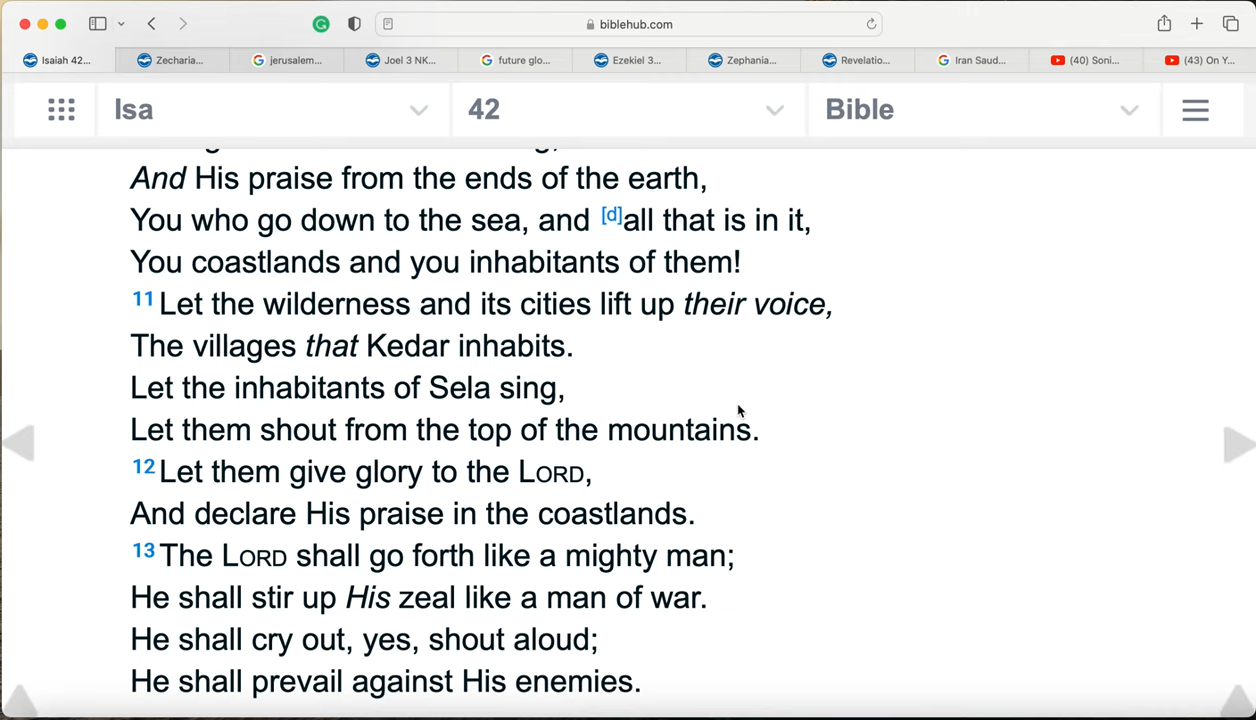 biblehub.com
Isaiah 42...
Zecharia...
jerusalem...
Joel 3 NK...
future glo...
Ezekiel 3...
Zephania...
Revelatio...
Iran Saud...
(40) Soni...
(43) On Y...
Isa
42
Bible
And His praise from the ends of the earth,
You who go down to the sea, and [d]all that is in it,
You coastlands and you inhabitants of them!
11 Let the wilderness and its cities lift up their voice,
The villages that Kedar inhabits.
Let the inhabitants of Sela sing,
Let them shout from the top of the mountains.
12 Let them give glory to the LORD,
And declare His praise in the coastlands.
13 The LORD shall go forth like a mighty man;
He shall stir up His zeal like a man of war.
He shall cry out, yes, shout aloud;
He shall prevail against His enemies.